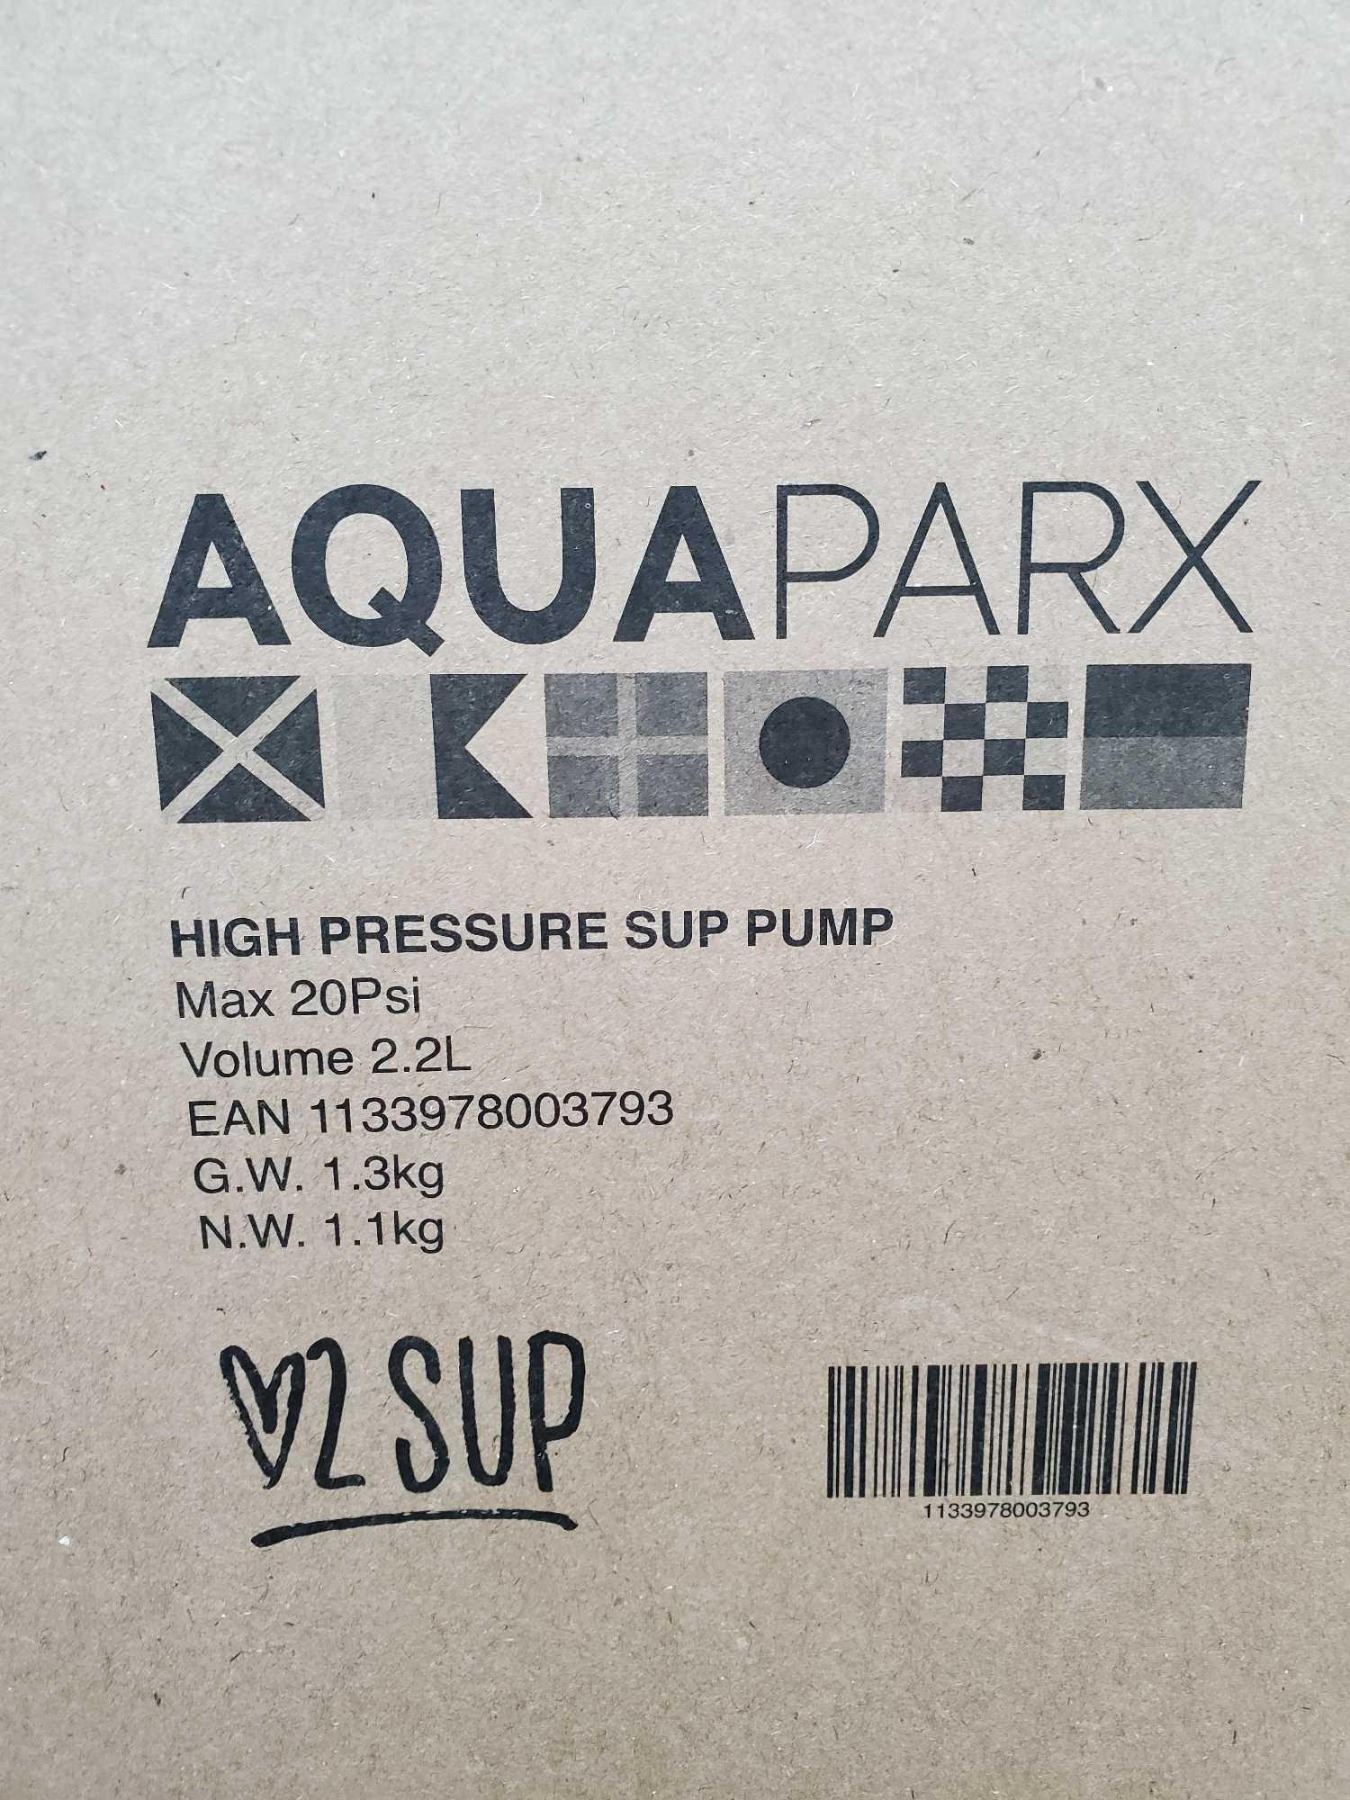 AQUAPARX
HIGH PRESSURE SUP PUMP
Max 20Psi
Volume 2.2L
EAN 1133978003793
G.W. 1.3kg
N.W. 1.1kg
♡2 SUP
1133978003793